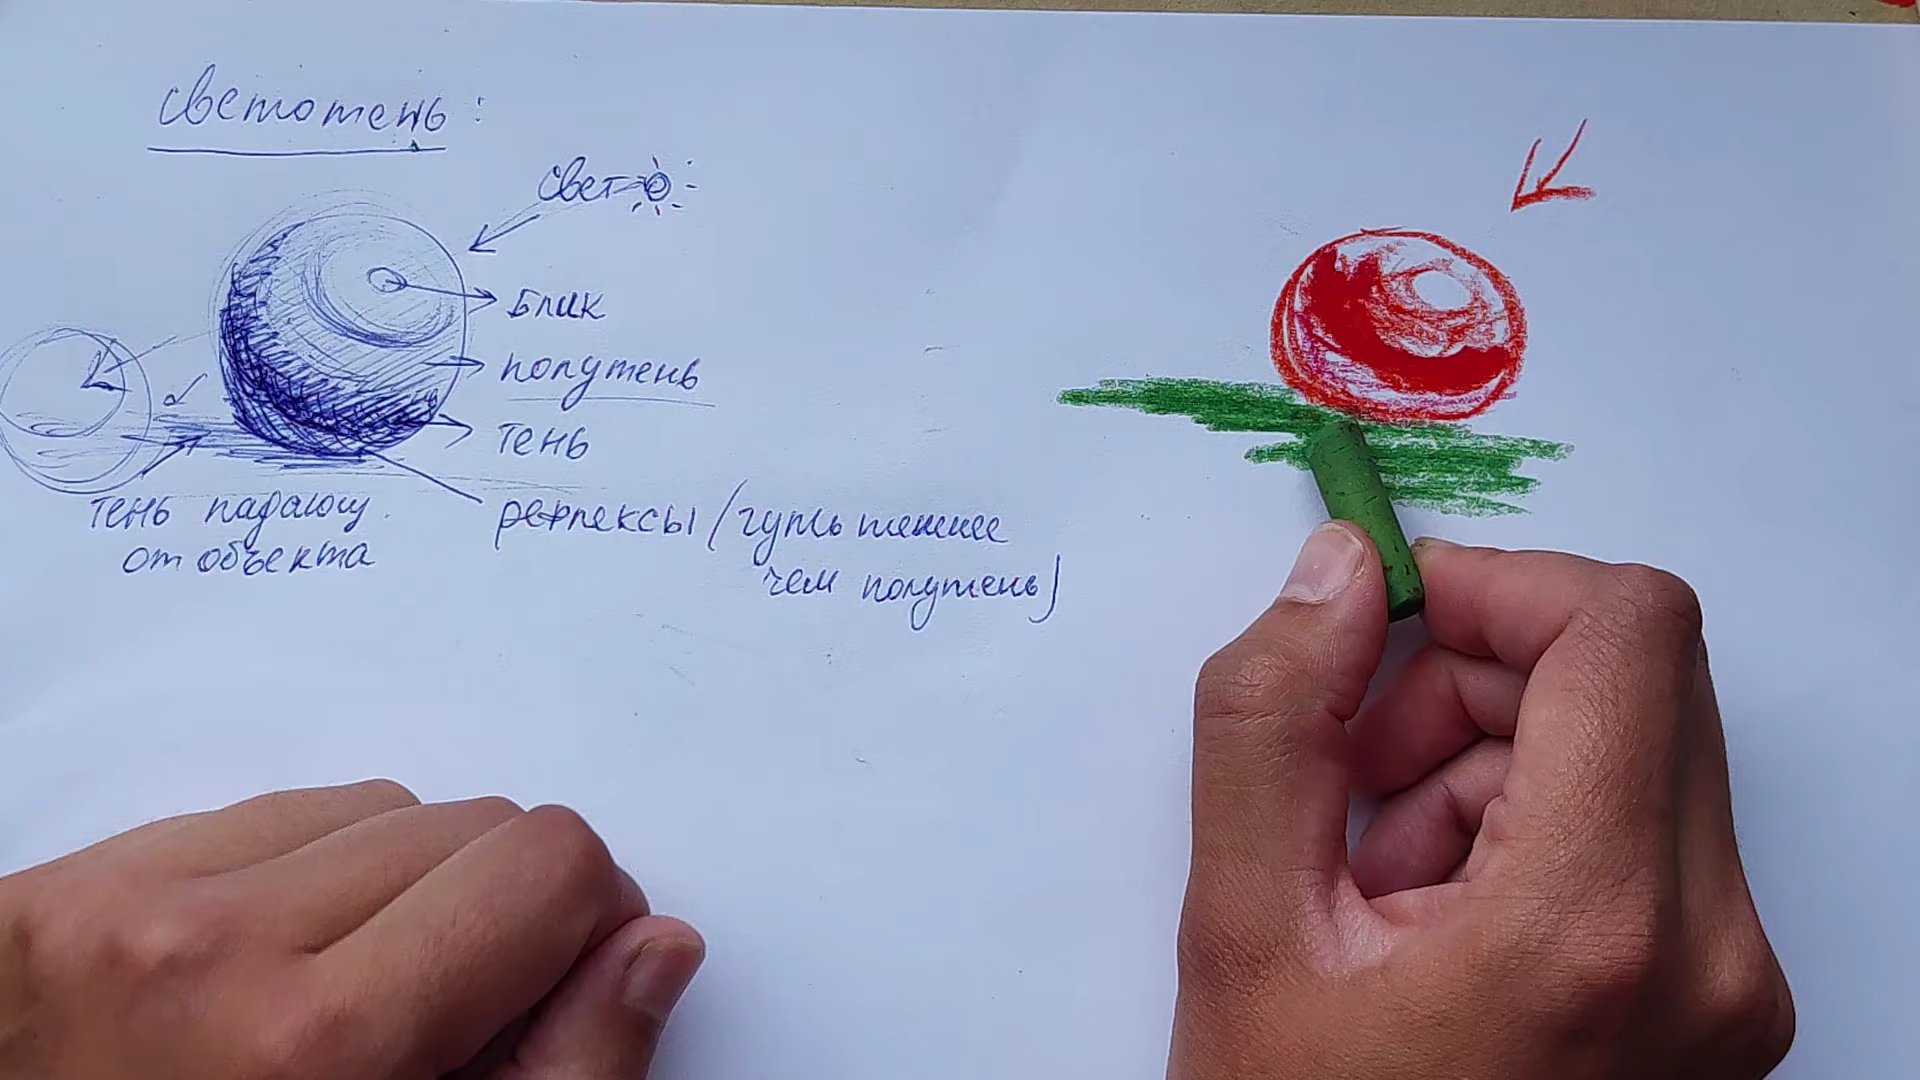 Светотень:
свет
блик
полутень
тень
рефлексы (чуть темнее
чем полутень)
тень падающ.
от объекта